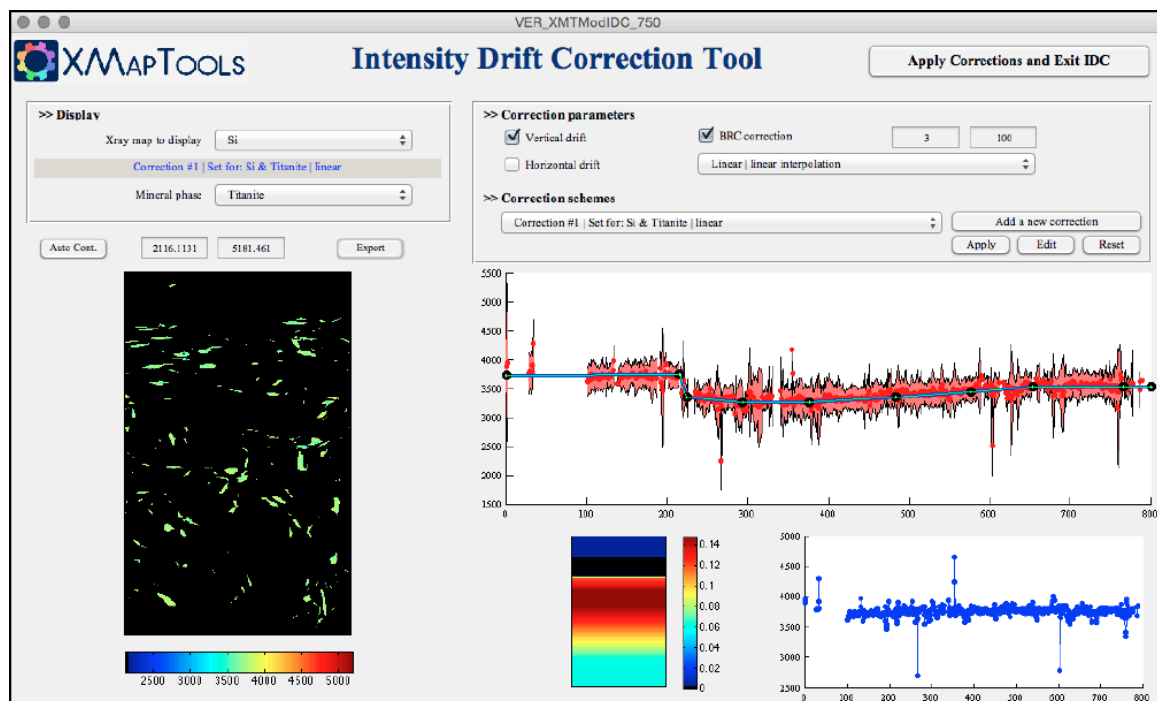 VER_XMTModIDC_750
XMapTools
Intensity Drift Correction Tool
Apply Corrections and Exit IDC
>> Display
Xray map to display
Si
Correction #1 | Set for: Si & Titanite | linear
Mineral phase
Titanite
Auto Cont.
2116.1131
5181.461
Export
>> Correction parameters
Vertical drift
BRC correction
3
100
Horizontal drift
Linear | linear interpolation
>> Correction schemes
Correction #1 | Set for: Si & Titanite | linear
Add a new correction
Apply
Edit
Reset
5500
5000
4500
4000
3500
3000
2500
2000
1500
0 100 200 300 400 500 600 700 800
2500 3000 3500 4000 4500 5000
0.14
0.12
0.10
0.08
0.06
0.04
0.02
0
5000
4500
4000
3500
3000
2500
0 100 200 300 400 500 600 700 800